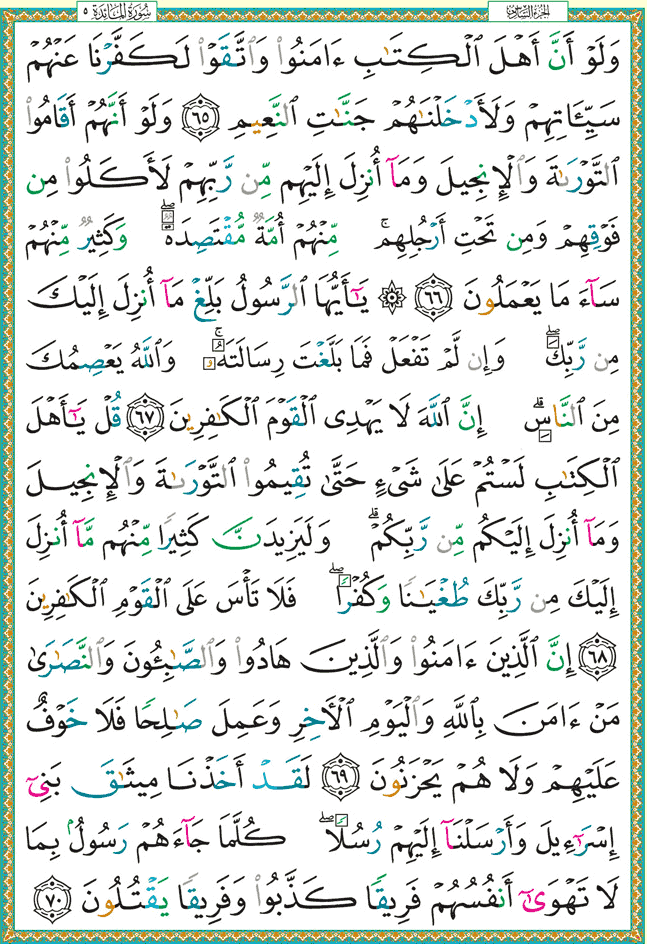 سُورَةُ المَائِدَة ٥ الجزء السادس
وَلَوْ أَنَّ أَهْلَ ٱلْكِتَٰبِ ءَامَنُوا۟ وَٱتَّقَوْا۟ لَكَفَّرْنَا عَنْهُمْ
سَيِّـَٔاتِهِمْ وَلَأَدْخَلْنَٰهُمْ جَنَّٰتِ ٱلنَّعِيمِ ٦٥ وَلَوْ أَنَّهُمْ أَقَامُوا۟
ٱلتَّوْرَىٰةَ وَٱلْإِنجِيلَ وَمَآ أُنزِلَ إِلَيْهِم مِّن رَّبِّهِمْ لَأَكَلُوا۟ مِن
فَوْقِهِمْ وَمِن تَحْتِ أَرْجُلِهِم ۚ مِّنْهُمْ أُمَّةٌ مُّقْتَصِدَةٌ ۖ وَكَثِيرٌ مِّنْهُمْ
سَآءَ مَا يَعْمَلُونَ ٦٦ ۞ يَٰٓأَيُّهَا ٱلرَّسُولُ بَلِّغْ مَآ أُنزِلَ إِلَيْكَ
مِن رَّبِّكَ ۖ وَإِن لَّمْ تَفْعَلْ فَمَا بَلَّغْتَ رِسَالَتَهُۥ ۚ وَٱللَّهُ يَعْصِمُكَ
مِنَ ٱلنَّاسِ ۗ إِنَّ ٱللَّهَ لَا يَهْدِى ٱلْقَوْمَ ٱلْكَٰفِرِينَ ٦٧ قُلْ يَٰٓأَهْلَ
ٱلْكِتَٰبِ لَسْتُمْ عَلَىٰ شَىْءٍ حَتَّىٰ تُقِيمُوا۟ ٱلتَّوْرَىٰةَ وَٱلْإِنجِيلَ
وَمَآ أُنزِلَ إِلَيْكُم مِّن رَّبِّكُمْ ۗ وَلَيَزِيدَنَّ كَثِيرًا مِّنْهُم مَّآ أُنزِلَ
إِلَيْكَ مِن رَّبِّكَ طُغْيَٰنًا وَكُفْرًا ۖ فَلَا تَأْسَ عَلَى ٱلْقَوْمِ ٱلْكَٰفِرِينَ
٦٨ إِنَّ ٱلَّذِينَ ءَامَنُوا۟ وَٱلَّذِينَ هَادُوا۟ وَٱلصَّٰبِـُٔونَ وَٱلنَّصَٰرَىٰ
مَنْ ءَامَنَ بِٱللَّهِ وَٱلْيَوْمِ ٱلْـَٔاخِرِ وَعَمِلَ صَٰلِحًا فَلَا خَوْفٌ
عَلَيْهِمْ وَلَا هُمْ يَحْزَنُونَ ٦٩ لَقَدْ أَخَذْنَا مِيثَٰقَ بَنِىٓ
إِسْرَٰٓءِيلَ وَأَرْسَلْنَآ إِلَيْهِمْ رُسُلًا ۖ كُلَّمَا جَآءَهُمْ رَسُولٌۢ بِمَا
لَا تَهْوَىٰٓ أَنفُسُهُمْ فَرِيقًا كَذَّبُوا۟ وَفَرِيقًا يَقْتُلُونَ ٧٠